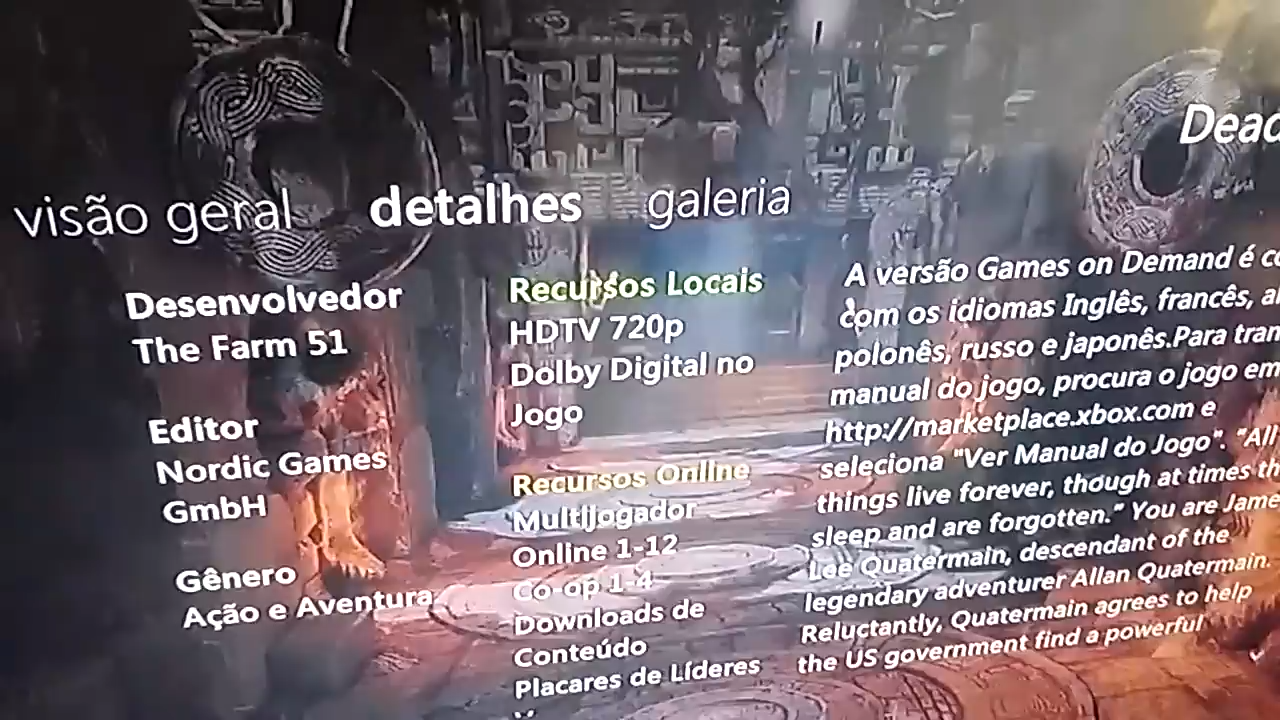 Dead
visão geral detalhes galeria
Desenvolvedor
The Farm 51
Editor
Nordic Games
GmbH
Gênero
Ação e Aventura
Recursos Locais
HDTV 720p
Dolby Digital no
Jogo
Recursos Online
Multijogador
Online 1-12
Co-op 1-4
Downloads de
Conteúdo
Placares de Líderes
A versão Games on Demand é
com os idiomas Inglês, francês,
polonês, russo e japonês.Para
manual do jogo, procura o jogo em
http://marketplace.xbox.com e
seleciona "Ver Manual do Jogo". "All
things live forever, though at times
sleep and are forgotten." You are
Lee Quatermain, descendant of the
legendary adventurer Allan Quatermain.
Reluctantly, Quatermain agrees to help
the US government find a powerful